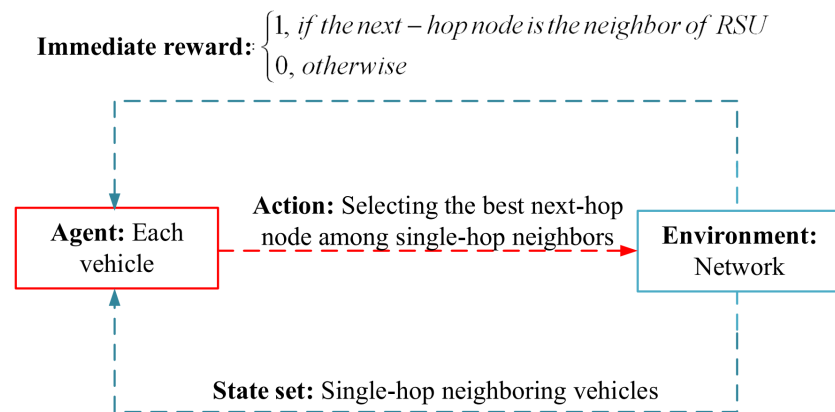 Immediate reward: {1, if the next − hop node is the neighbor of RSU
0, otherwise
Action: Selecting the best next-hop
node among single-hop neighbors
Agent: Each
vehicle
Environment:
Network
State set: Single-hop neighboring vehicles